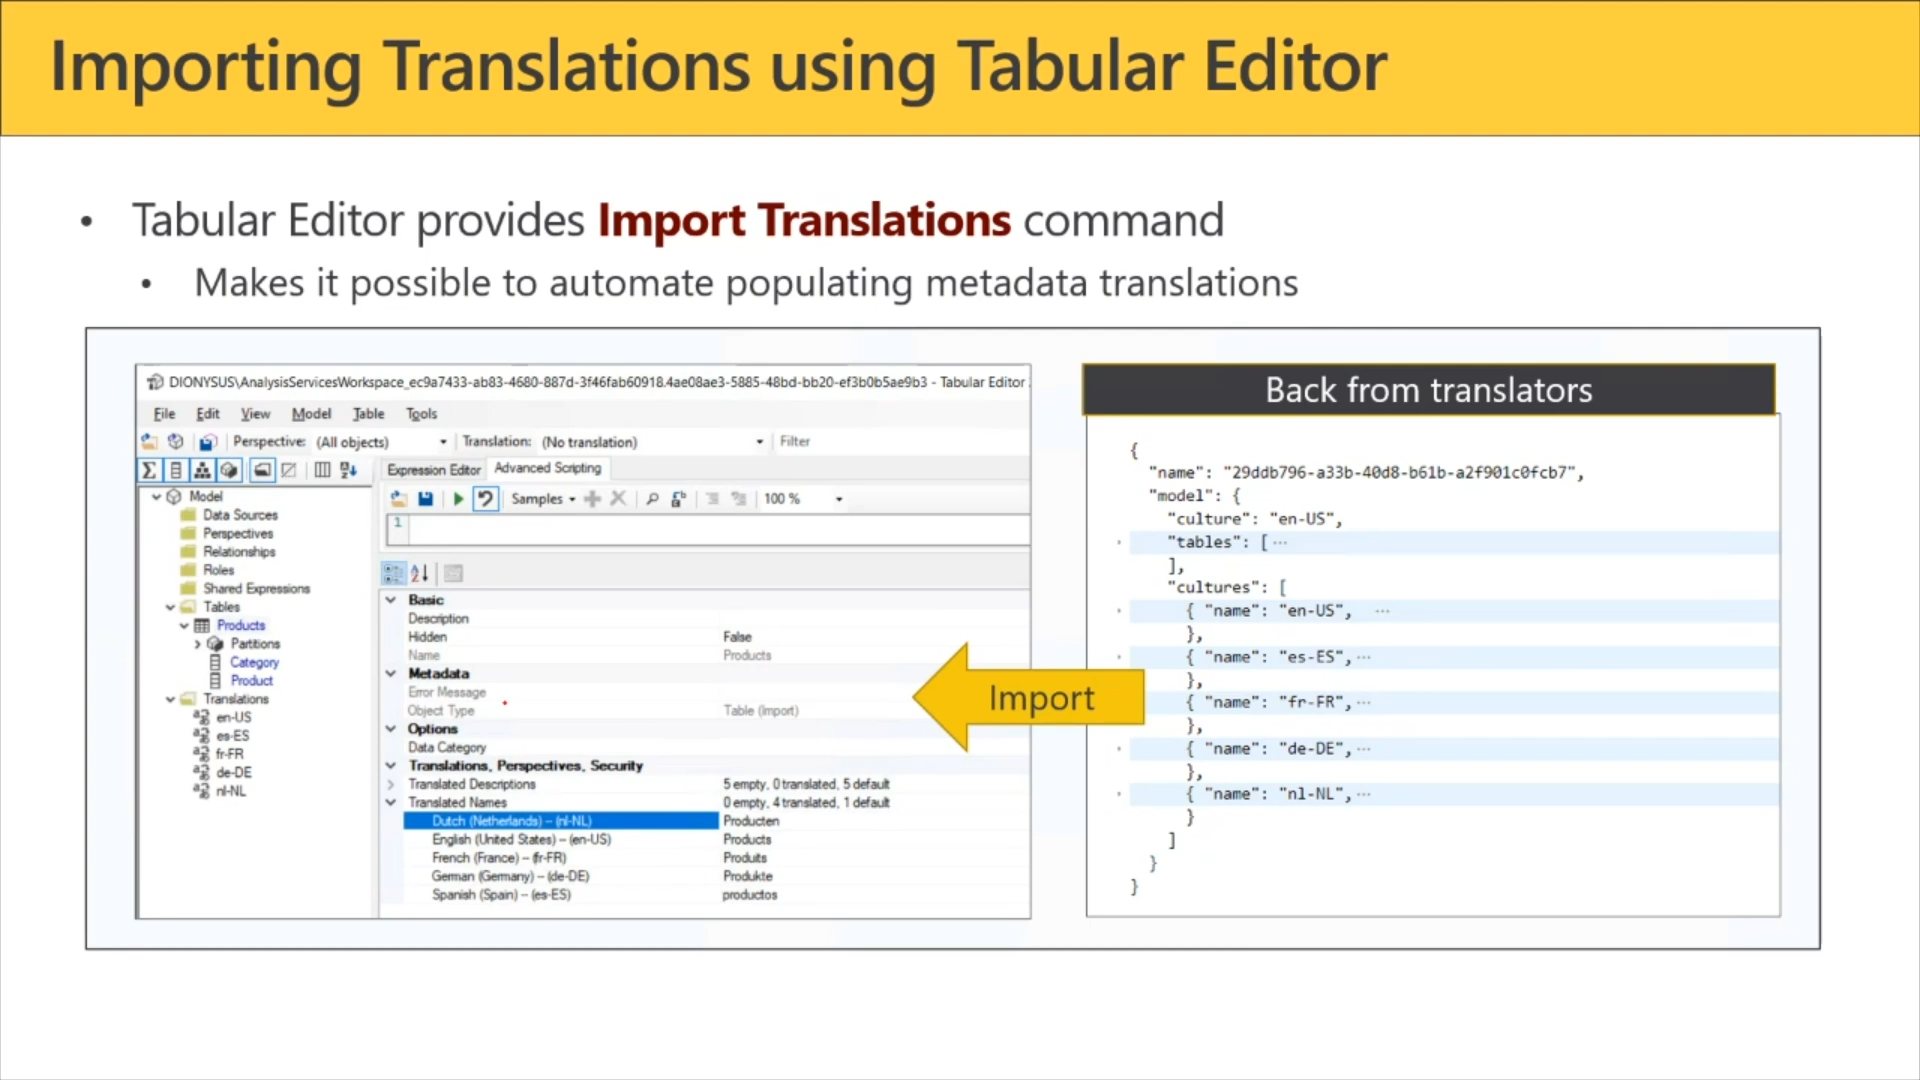 Importing Translations using Tabular Editor
• Tabular Editor provides Import Translations command
• Makes it possible to automate populating metadata translations
DIONYSUS\AnalysisServicesWorkspace_ec9a7433-ab83-4680-887d-3f46fab60918.4ae08ae3-5885-48bd-bb20-ef3b0b5ae9b3 - Tabular Editor
File Edit View Model Table Tools
Perspective: (All objects) Translation: (No translation) Filter
Expression Editor Advanced Scripting
Samples 100 %
1
Model
Data Sources
Perspectives
Relationships
Roles
Shared Expressions
Tables
Products
Partitions
Category
Product
Translations
en-US
es-ES
fr-FR
de-DE
nl-NL
Basic
Description
Hidden False
Name Products
Metadata
Error Message
Object Type Table (Import)
Options
Data Category
Translations, Perspectives, Security
Translated Descriptions 5 empty, 0 translated, 5 default
Translated Names 0 empty, 4 translated, 1 default
Dutch (Netherlands) – (nl-NL) Producten
English (United States) – (en-US) Products
French (France) – (fr-FR) Produits
German (Germany) – (de-DE) Produkte
Spanish (Spain) – (es-ES) productos
Import
Back from translators
{
"name": "29ddb796-a33b-40d8-b61b-a2f901c0fcb7",
"model": {
"culture": "en-US",
"tables": [ ...
],
"cultures": [
{ "name": "en-US", ...
},
{ "name": "es-ES", ...
},
{ "name": "fr-FR", ...
},
{ "name": "de-DE", ...
},
{ "name": "nl-NL", ...
}
]
}
}